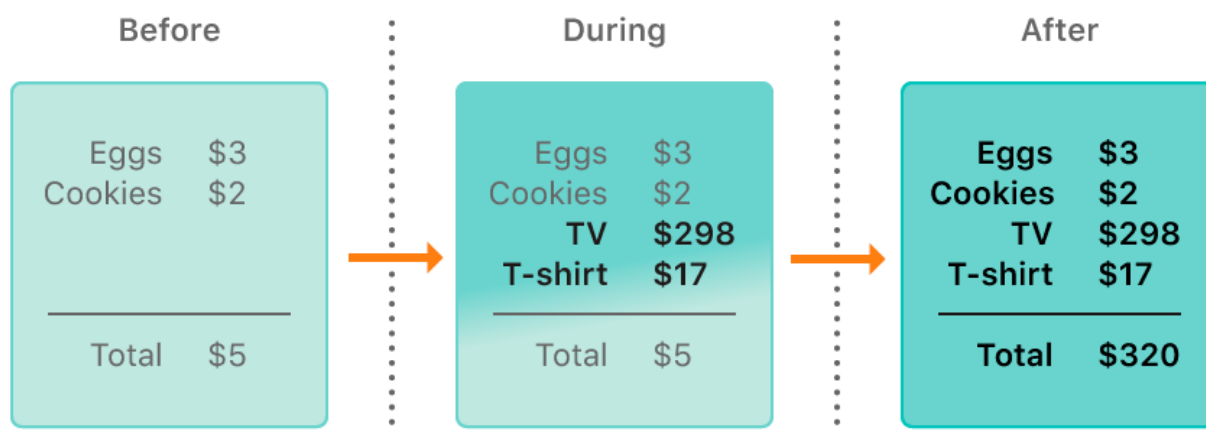 Before
Eggs $3
Cookies $2
Total $5
During
Eggs $3
Cookies $2
TV $298
T-shirt $17
Total $5
After
Eggs $3
Cookies $2
TV $298
T-shirt $17
Total $320